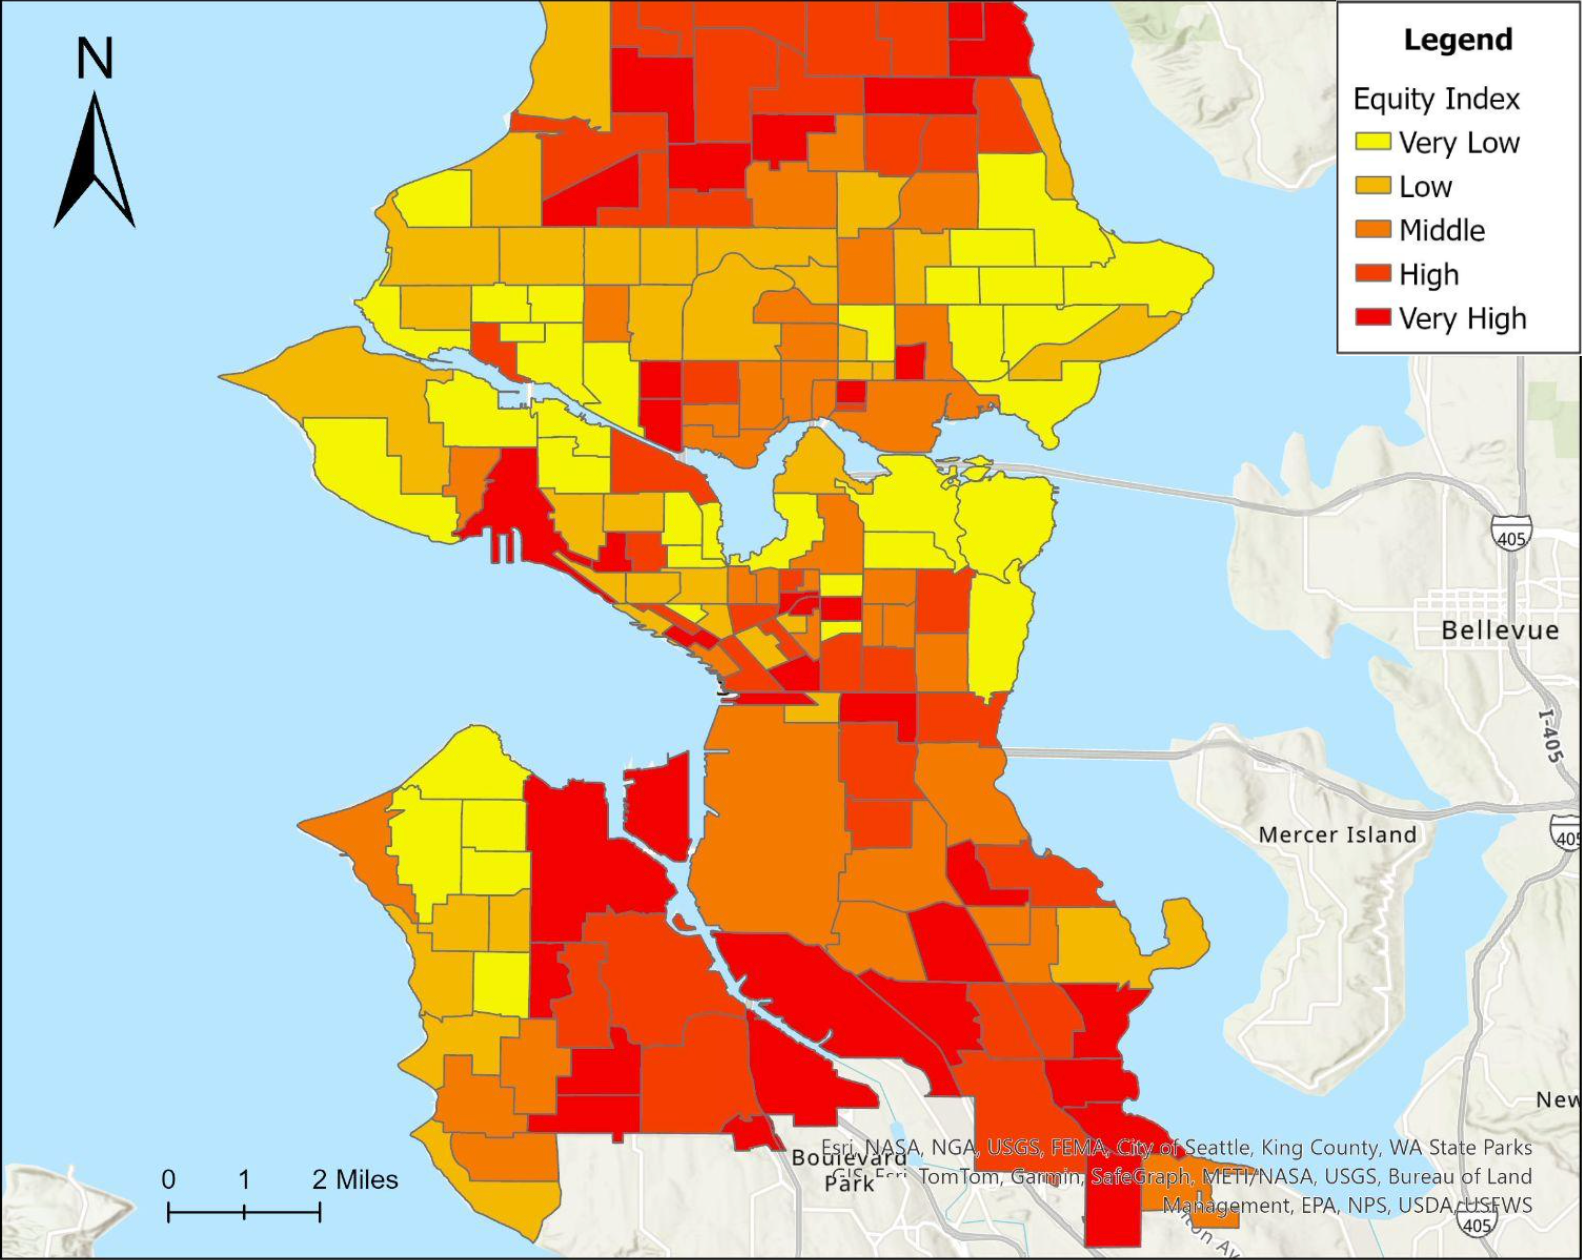 N
Legend
Equity Index
Very Low
Low
Middle
High
Very High
405
Bellevue
I-405
Mercer Island
405
New
Boulevard
Park
Esri, NASA, NGA, USGS, FEMA, City of Seattle, King County, WA State Parks
GIS, Esri, TomTom, Garmin, SafeGraph, METI/NASA, USGS, Bureau of Land
Management, EPA, NPS, USDA, USFWS
0 1 2 Miles
405